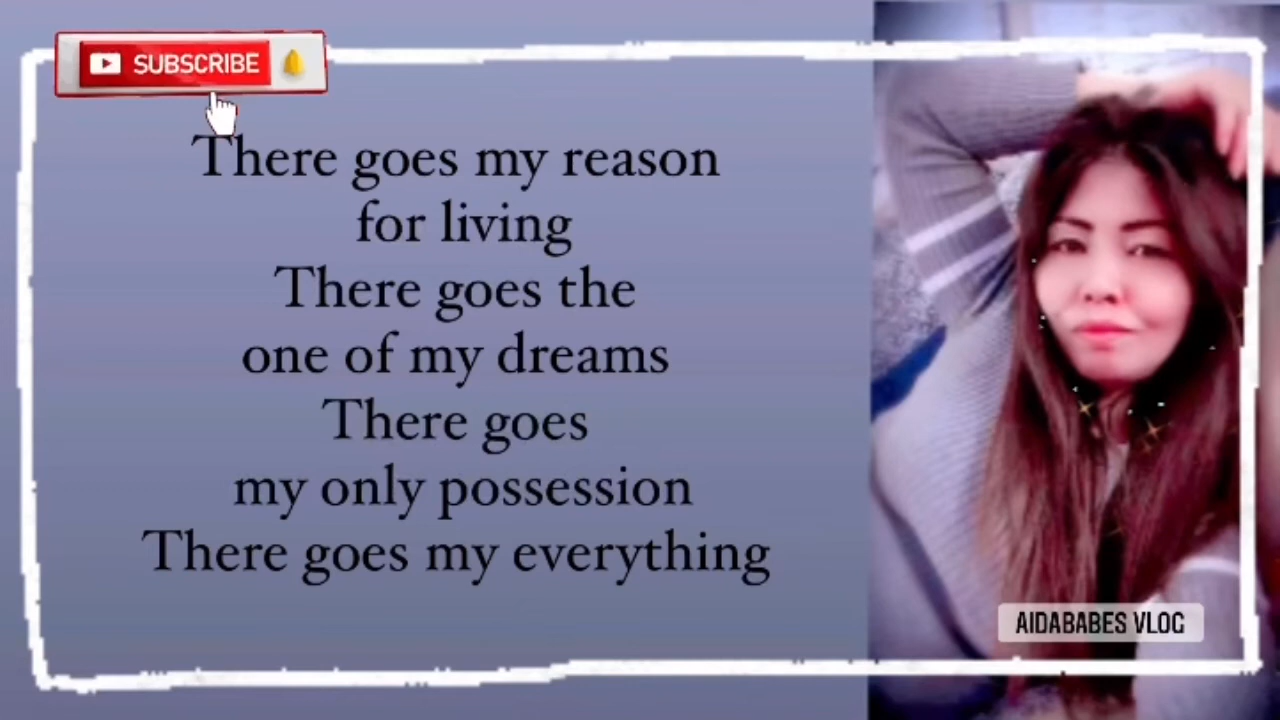 SUBSCRIBE
There goes my reason
for living
There goes the
one of my dreams
There goes
my only possession
There goes my everything
AIDABABES VLOG